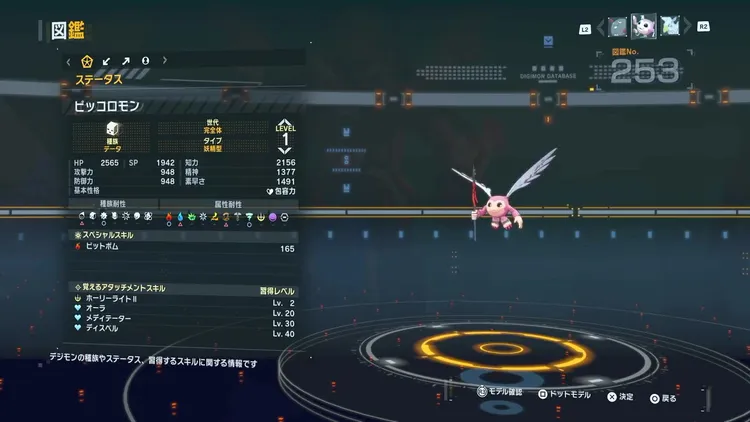 図鑑
L2
R2
図鑑No.
253
DIGIMON DATABASE
ステータス
ピッコロモン
種族
データ
世代
完全体
タイプ
妖精型
LEVEL
1
HP 2565 SP 1942 知力 2156
攻撃力 948 精神 1377
防御力 948 素早さ 1491
基本性格 包容力
種族耐性 属性耐性
スペシャルスキル
ビットボム 165
覚えるアタッチメントスキル 習得レベル
ホーリーライトⅡ Lv. 2
オーラ Lv. 20
メディテーター Lv. 30
ディスペル Lv. 40
デジモンの種族やステータス、習得するスキルに関する情報です
モデル確認 ドットモデル 決定 戻る